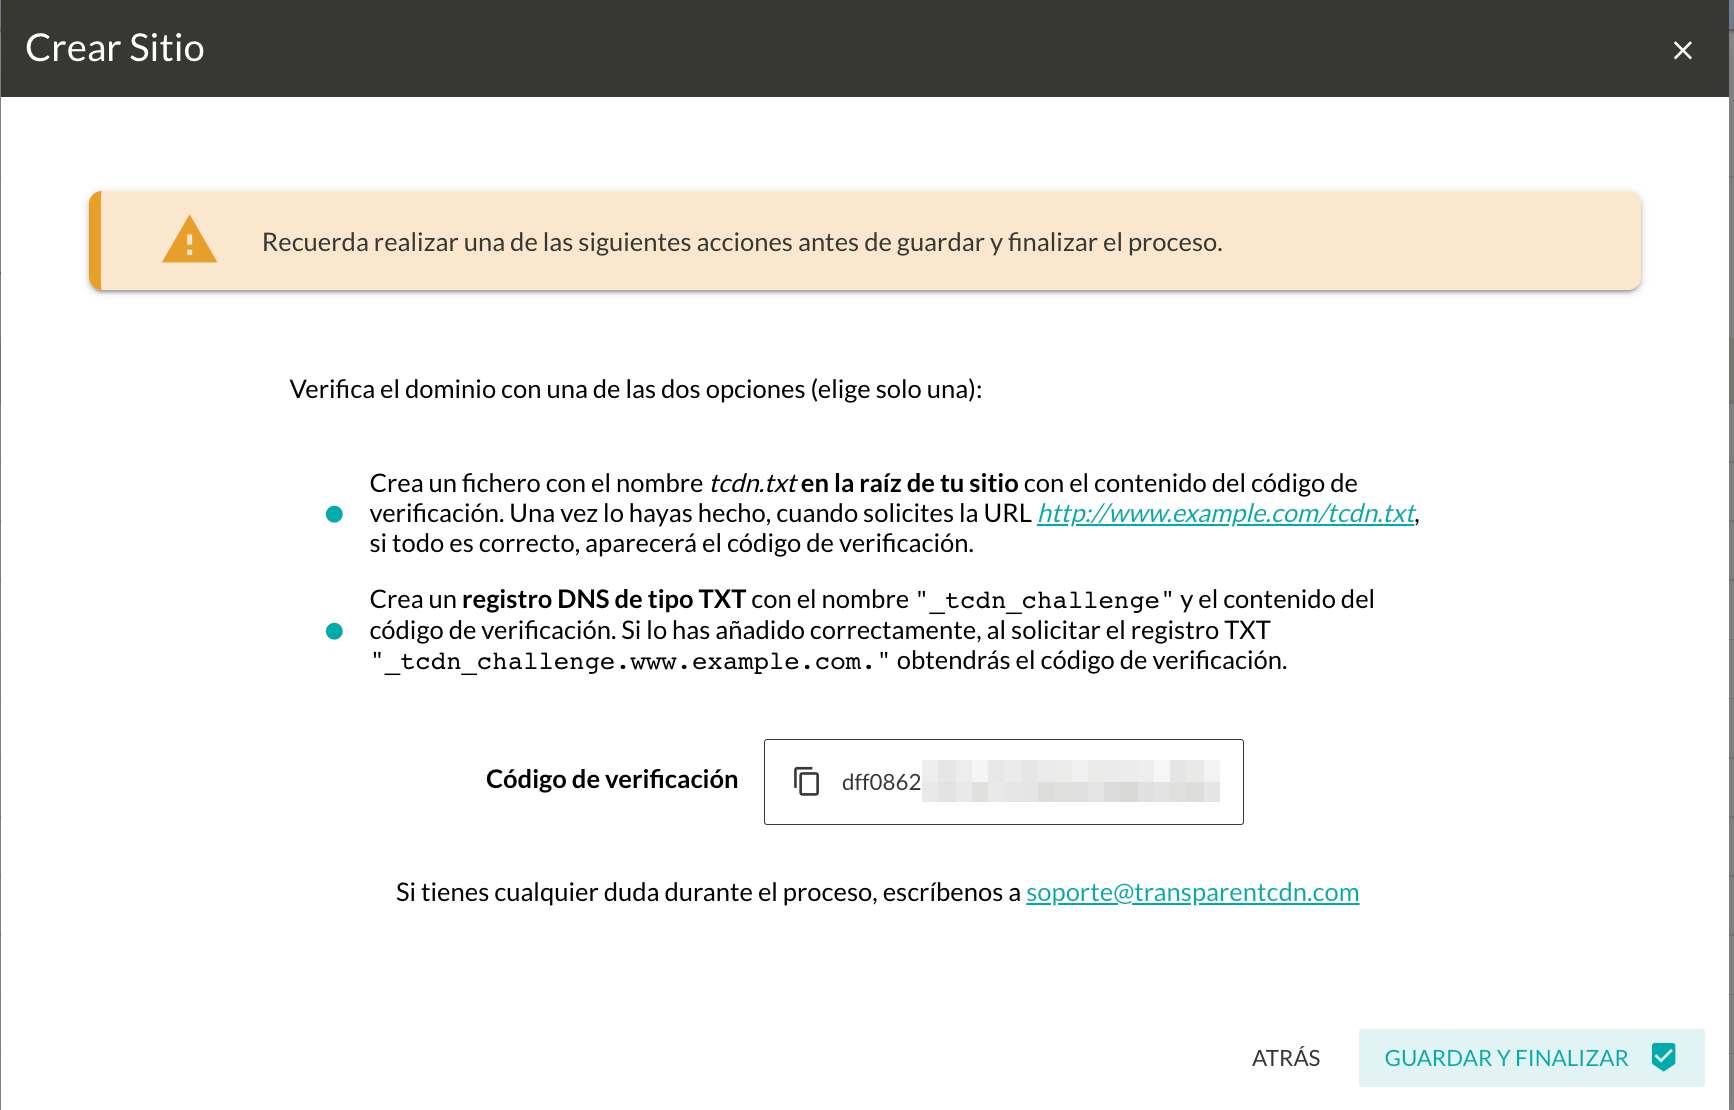 Crear Sitio
Recuerda realizar una de las siguientes acciones antes de guardar y finalizar el proceso.
Verifica el dominio con una de las dos opciones (elige solo una):
Crea un fichero con el nombre tcdn.txt en la raíz de tu sitio con el contenido del código de
verificación. Una vez lo hayas hecho, cuando solicites la URL http://www.example.com/tcdn.txt,
si todo es correcto, aparecerá el código de verificación.
Crea un registro DNS de tipo TXT con el nombre "_tcdn_challenge" y el contenido del
código de verificación. Si lo has añadido correctamente, al solicitar el registro TXT
"_tcdn_challenge.www.example.com." obtendrás el código de verificación.
Código de verificación dff0862
Si tienes cualquier duda durante el proceso, escríbenos a soporte@transparentcdn.com
ATRÁS GUARDAR Y FINALIZAR